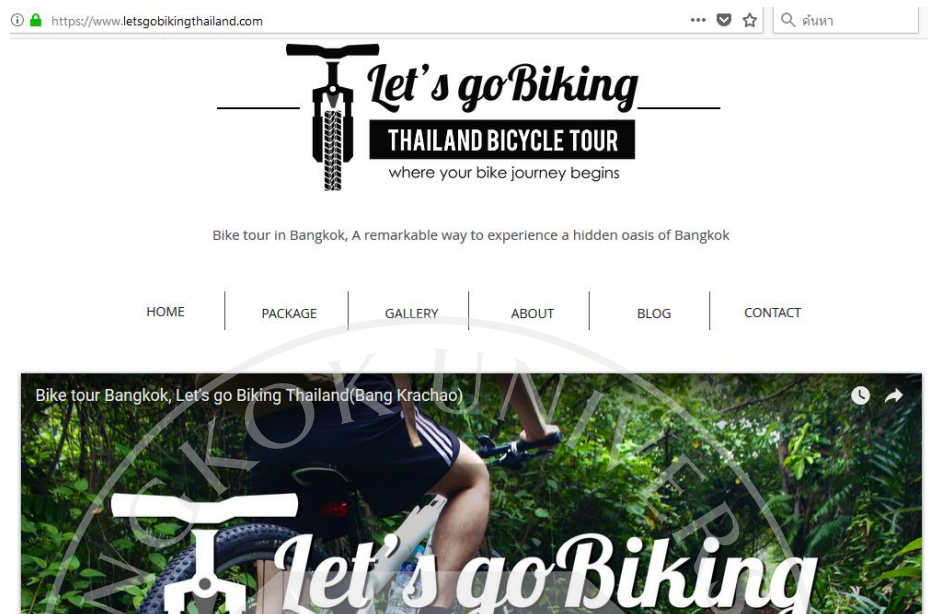 https://www.letsgobikingthailand.com
ค้นหา
Let's goBiking
THAILAND BICYCLE TOUR
where your bike journey begins
Bike tour in Bangkok, A remarkable way to experience a hidden oasis of Bangkok
HOME PACKAGE GALLERY ABOUT BLOG CONTACT
Bike tour Bangkok, Let's go Biking Thailand(Bang Krachao)
NGKOK UNIVER
Let's goBiking